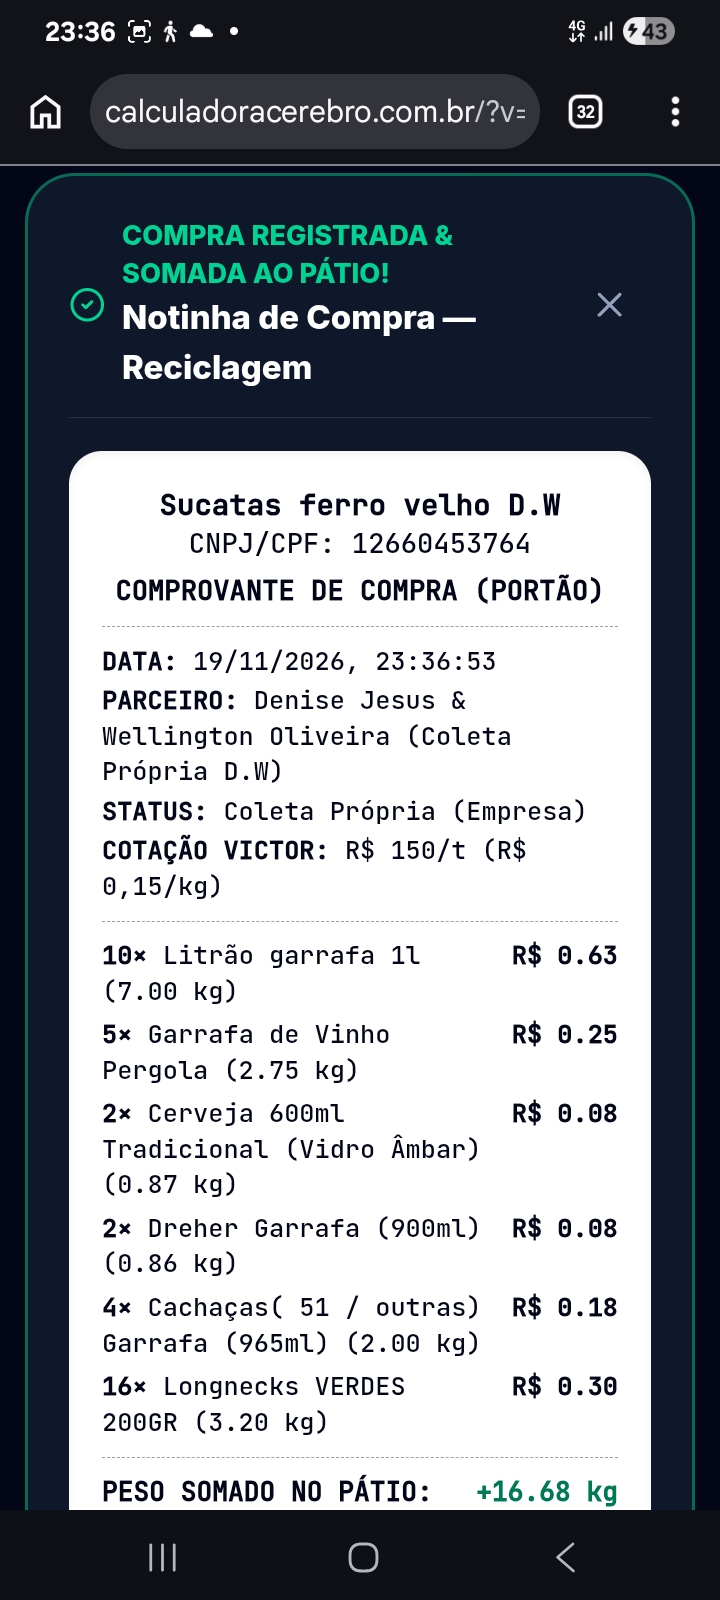 23:36
4G
43
calculadoracerebro.com.br/?v=
32
COMPRA REGISTRADA &
SOMADA AO PÁTIO!
Notinha de Compra —
Reciclagem
Sucatas ferro velho D.W
CNPJ/CPF: 12660453764
COMPROVANTE DE COMPRA (PORTÃO)
DATA: 19/11/2026, 23:36:53
PARCEIRO: Denise Jesus &
Wellington Oliveira (Coleta
Própria D.W)
STATUS: Coleta Própria (Empresa)
COTAÇÃO VICTOR: R$ 150/t (R$
0,15/kg)
10× Litrão garrafa 1l R$ 0.63
(7.00 kg)
5× Garrafa de Vinho R$ 0.25
Pergola (2.75 kg)
2× Cerveja 600ml R$ 0.08
Tradicional (Vidro Âmbar)
(0.87 kg)
2× Dreher Garrafa (900ml) R$ 0.08
(0.86 kg)
4× Cachaças( 51 / outras) R$ 0.18
Garrafa (965ml) (2.00 kg)
16× Longnecks VERDES R$ 0.30
200GR (3.20 kg)
PESO SOMADO NO PÁTIO: +16.68 kg